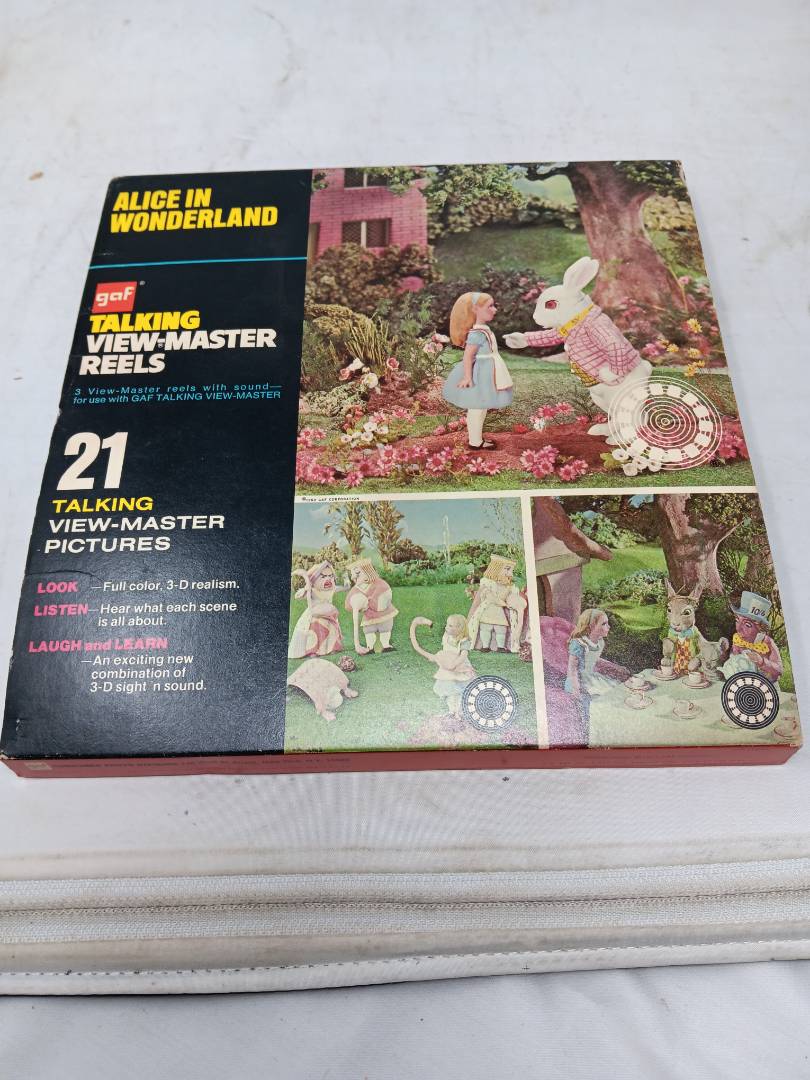 ALICE IN
WONDERLAND
gaf®
TALKING
VIEW-MASTER
REELS
3 View-Master reels with sound—
for use with GAF TALKING VIEW-MASTER
21
TALKING
VIEW-MASTER
PICTURES
LOOK —Full color, 3-D realism.
LISTEN—Hear what each scene
is all about.
LAUGH and LEARN
—An exciting new
combination of
3-D sight 'n sound.
GAF CORPORATION
10/6